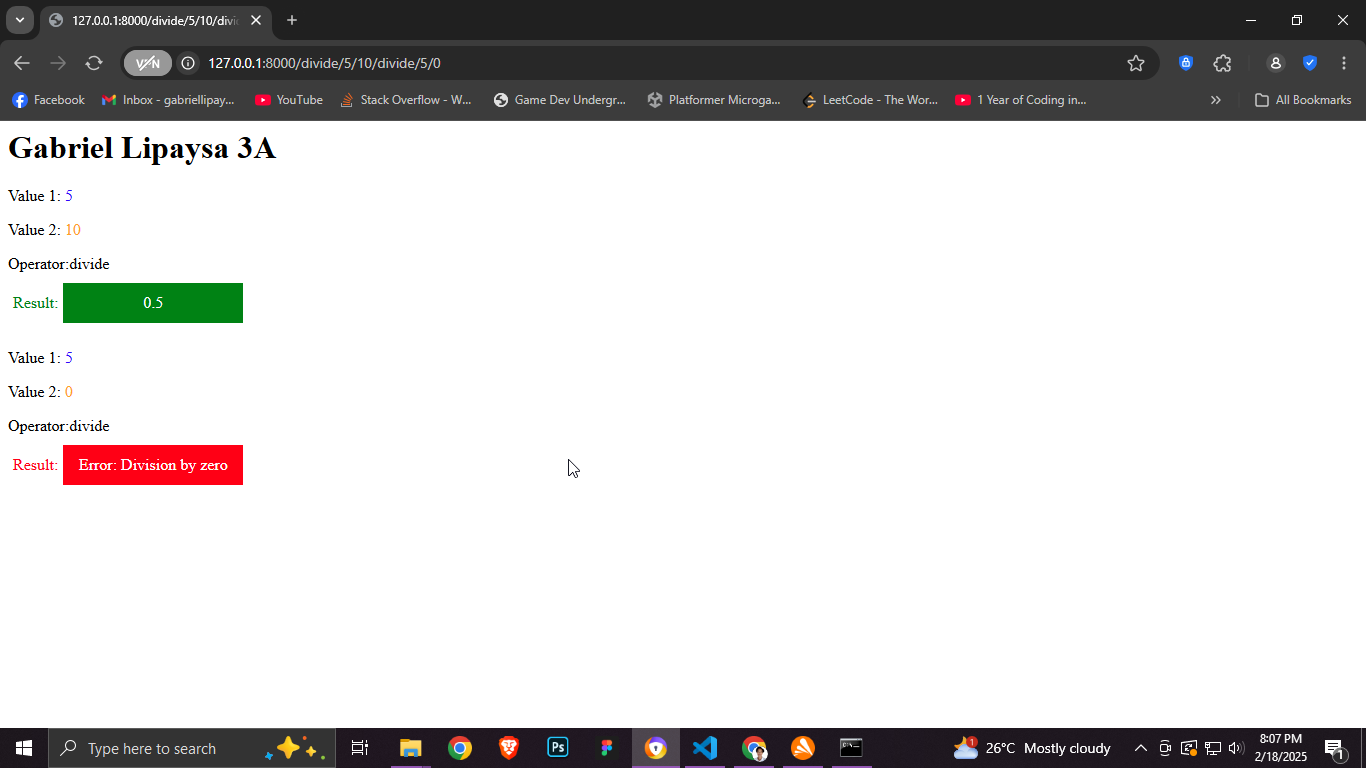 127.0.0.1:8000/divide/5/10/divi
VPN
127.0.0.1:8000/divide/5/10/divide/5/0
Facebook
Inbox - gabriellipay...
YouTube
Stack Overflow - W...
Game Dev Undergr...
Platformer Microga...
LeetCode - The Wor...
1 Year of Coding in...
All Bookmarks
Gabriel Lipaysa 3A
Value 1: 5
Value 2: 10
Operator:divide
Result: 0.5
Value 1: 5
Value 2: 0
Operator:divide
Result: Error: Division by zero
Type here to search
Ps
1
26°C Mostly cloudy
8:07 PM
2/18/2025
1